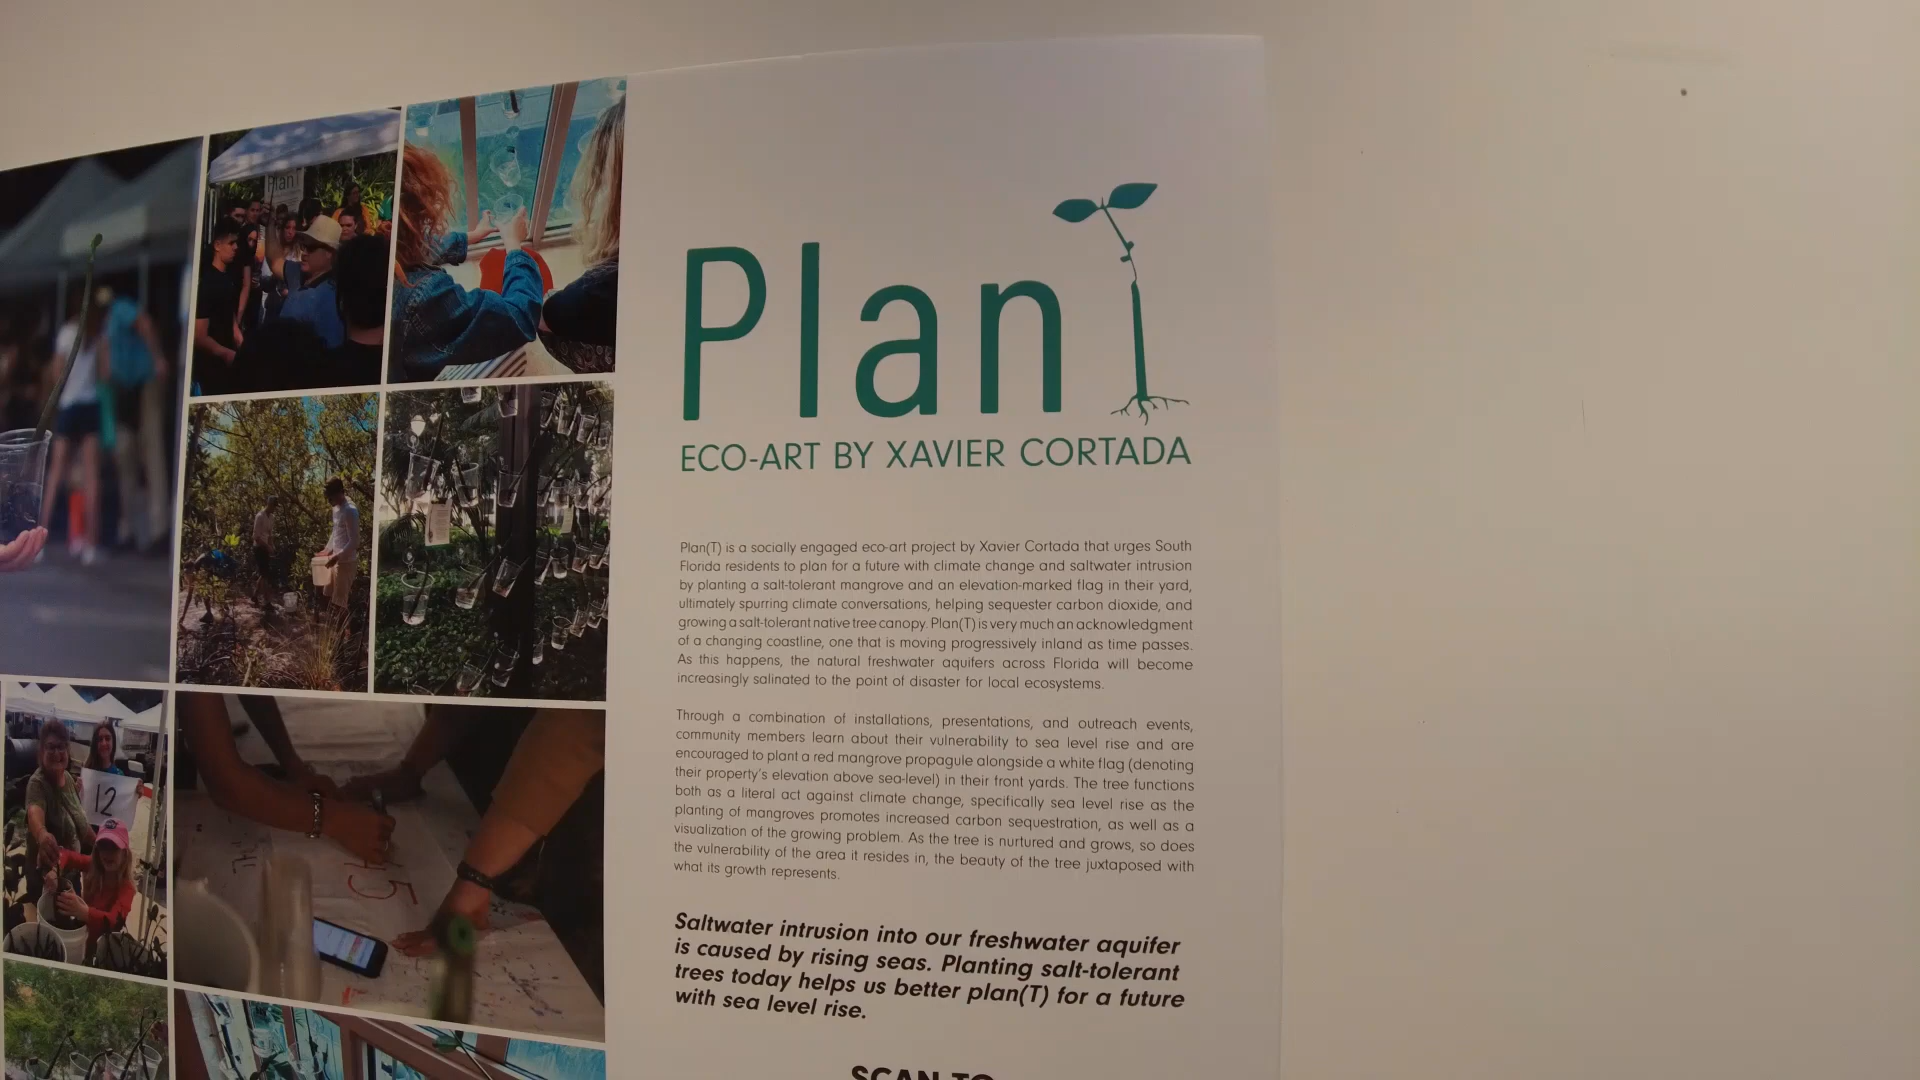 Plan
12
5
Plan
ECO-ART BY XAVIER CORTADA
Plan(T) is a socially engaged eco-art project by Xavier Cortada that urges South
Florida residents to plan for a future with climate change and saltwater intrusion
by planting a salt-tolerant mangrove and an elevation-marked flag in their yard,
ultimately spurring climate conversations, helping sequester carbon dioxide, and
growing a salt-tolerant native tree canopy. Plan(T) is very much an acknowledgment
of a changing coastline, one that is moving progressively inland as time passes.
As this happens, the natural freshwater aquifers across Florida will become
increasingly salinated to the point of disaster for local ecosystems.
Through a combination of installations, presentations, and outreach events,
community members learn about their vulnerability to sea level rise and are
encouraged to plant a red mangrove propagule alongside a white flag (denoting
their property's elevation above sea-level) in their front yards. The tree functions
both as a literal act against climate change, specifically sea level rise as the
planting of mangroves promotes increased carbon sequestration, as well as a
visualization of the growing problem. As the tree is nurtured and grows, so does
the vulnerability of the area it resides in, the beauty of the tree juxtaposed with
what its growth represents.
Saltwater intrusion into our freshwater aquifer
is caused by rising seas. Planting salt-tolerant
trees today helps us better plan(T) for a future
with sea level rise.
SCAN TO